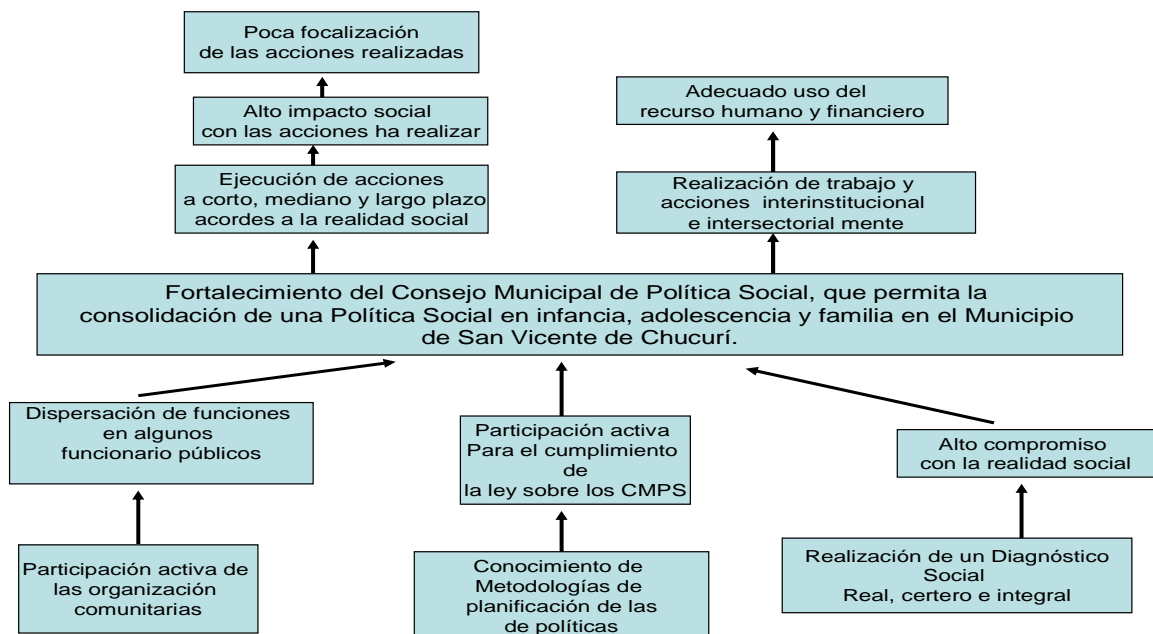 Poca focalización
de las acciones realizadas
Alto impacto social
con las acciones ha realizar
Ejecución de acciones
a corto, mediano y largo plazo
acordes a la realidad social
Adecuado uso del
recurso humano y financiero
Realización de trabajo y
acciones interinstitucional
e intersectorial mente
Fortalecimiento del Consejo Municipal de Política Social, que permita la
consolidación de una Política Social en infancia, adolescencia y familia en el Municipio
de San Vicente de Chucurí.
Dispersación de funciones
en algunos
funcionario públicos
Participación activa
Para el cumplimiento
de
la ley sobre los CMPS
Alto compromiso
con la realidad social
Participación activa de
las organización
comunitarias
Conocimiento de
Metodologías de
planificación de las
de políticas
Realización de un Diagnóstico
Social
Real, certero e integral